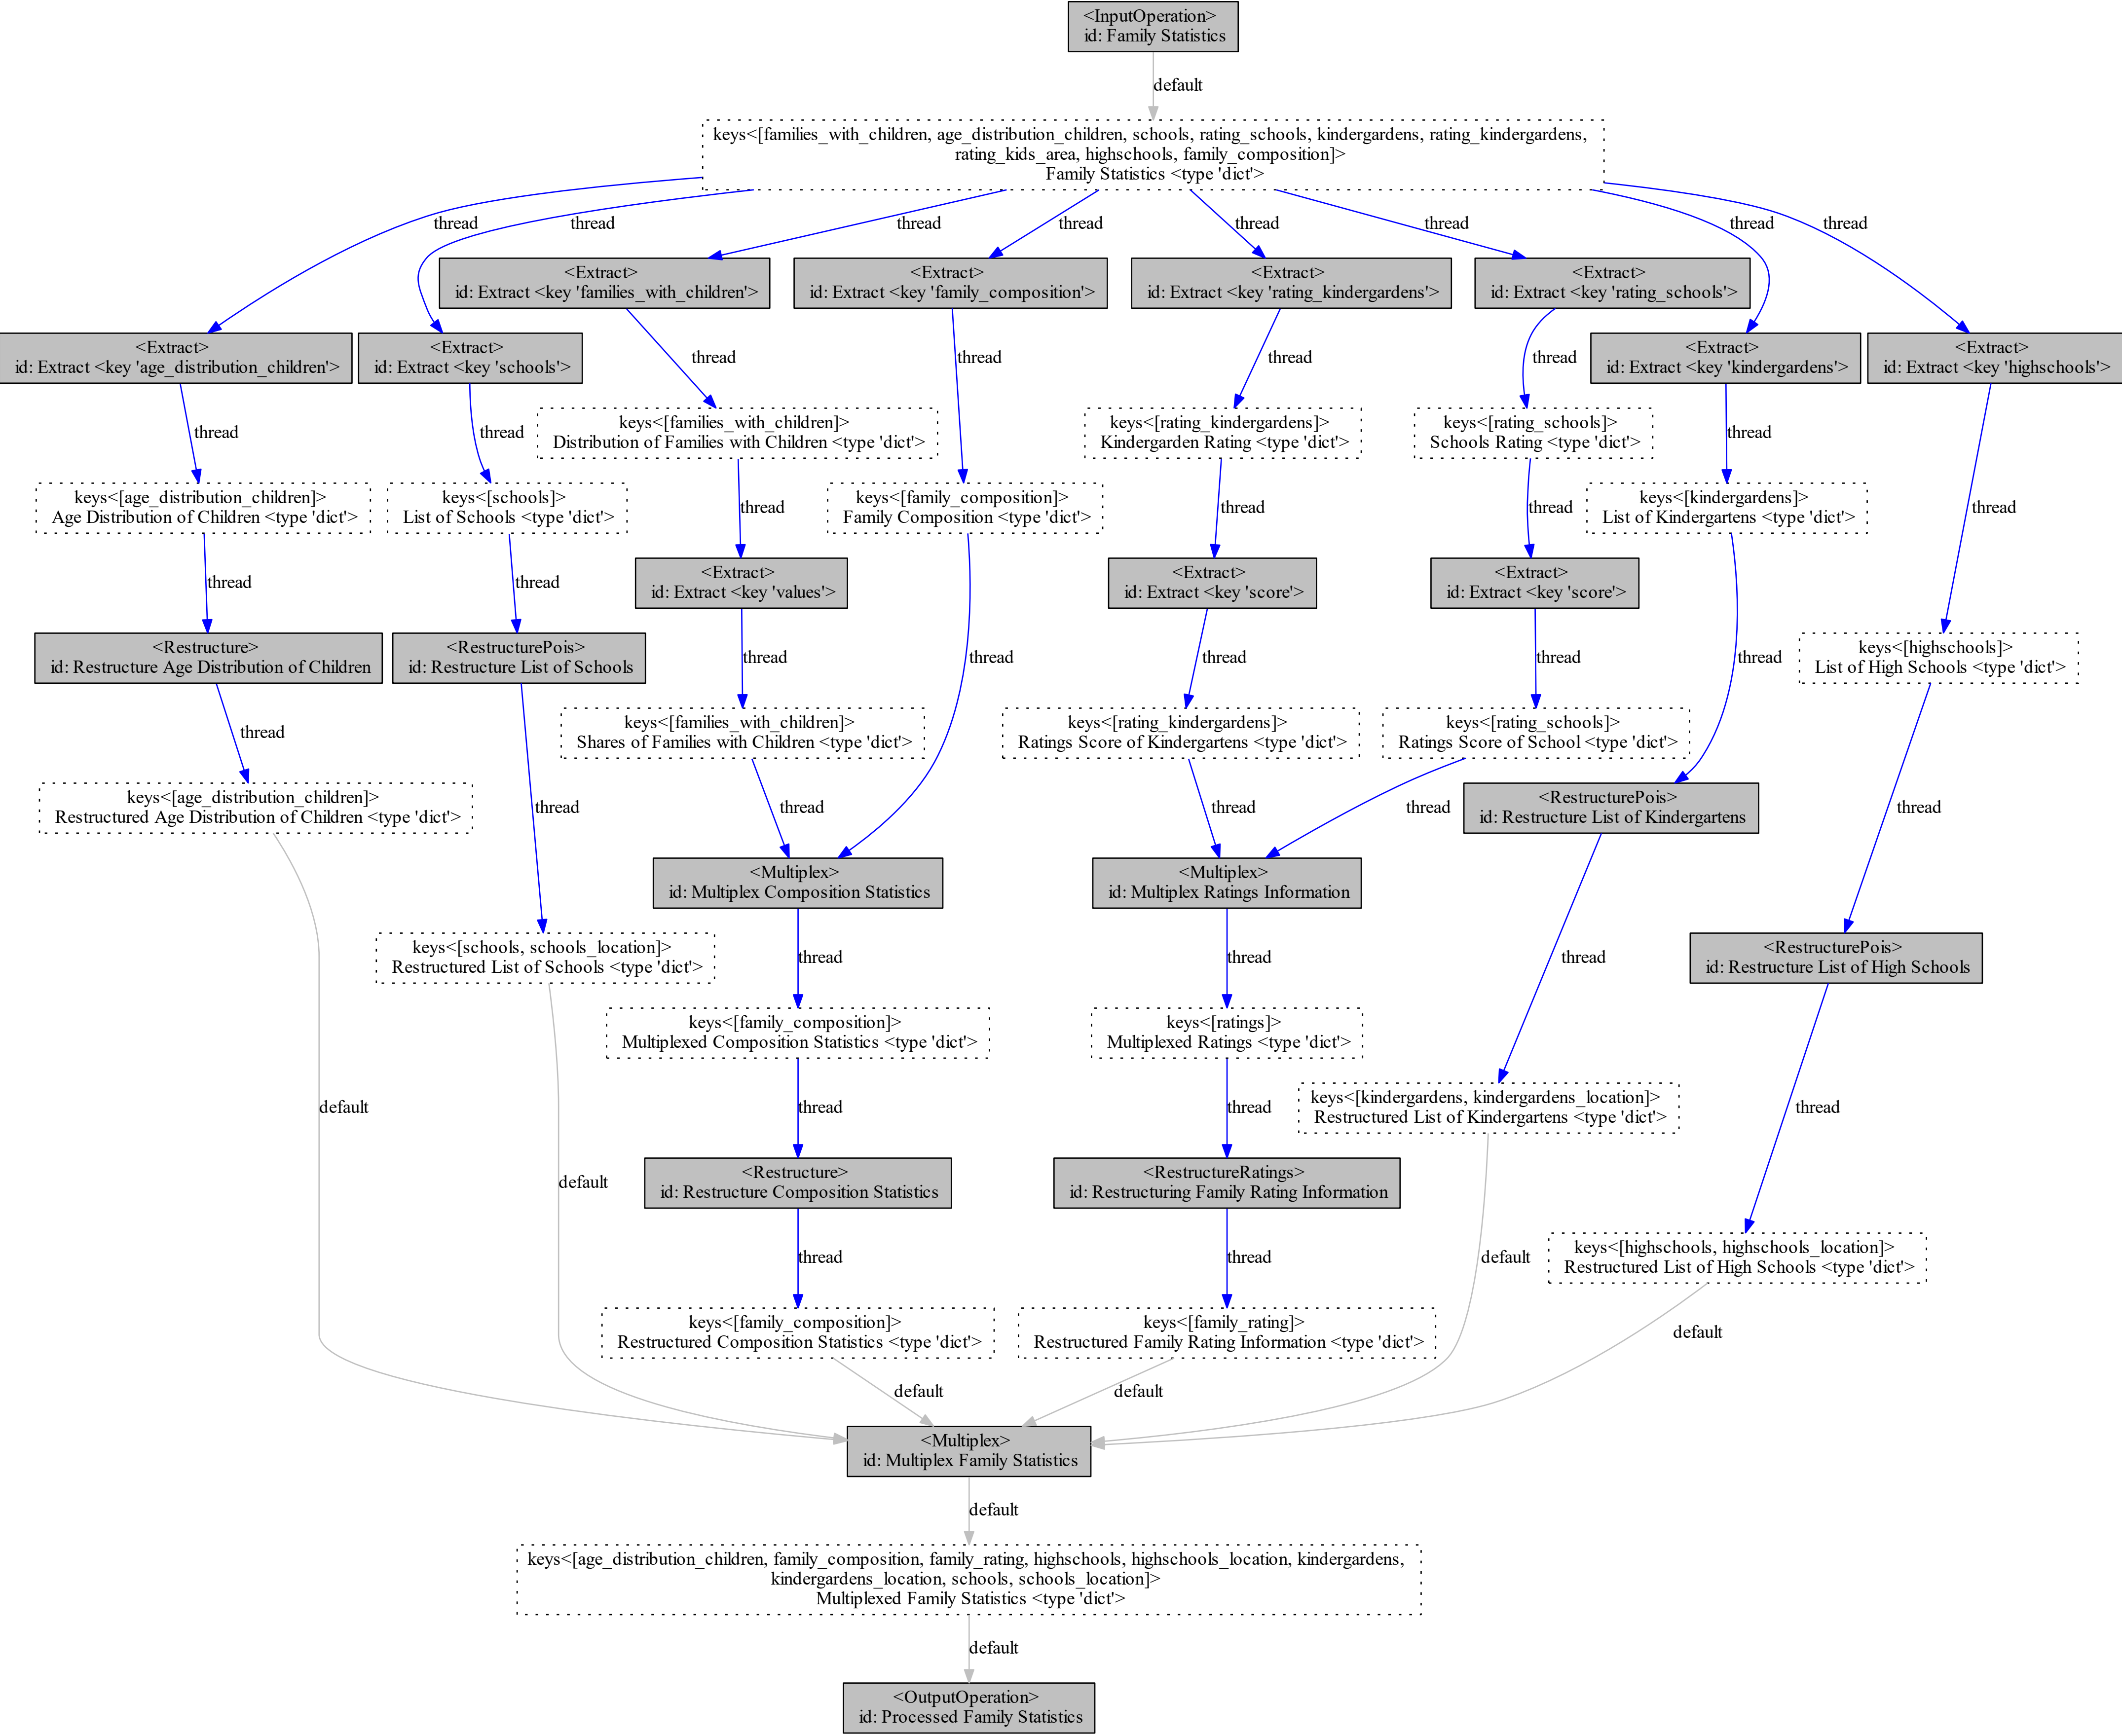 <InputOperation>
id: Family Statistics
default
keys<[families_with_children, age_distribution_children, schools, rating_schools, kindergardens, rating_kindergardens,
rating_kids_area, highschools, family_composition]>
Family Statistics <type 'dict'>
thread
thread
thread
thread
thread
thread
thread
thread
<Extract>
id: Extract <key 'families_with_children'>
<Extract>
id: Extract <key 'family_composition'>
<Extract>
id: Extract <key 'rating_kindergardens'>
<Extract>
id: Extract <key 'rating_schools'>
<Extract>
id: Extract <key 'age_distribution_children'>
<Extract>
id: Extract <key 'schools'>
<Extract>
id: Extract <key 'kindergardens'>
<Extract>
id: Extract <key 'highschools'>
thread
thread
thread
thread
keys<[families_with_children]>
Distribution of Families with Children <type 'dict'>
keys<[rating_kindergardens]>
Kindergarden Rating <type 'dict'>
keys<[rating_schools]>
Schools Rating <type 'dict'>
thread
thread
thread
keys<[age_distribution_children]>
Age Distribution of Children <type 'dict'>
keys<[schools]>
List of Schools <type 'dict'>
thread
keys<[family_composition]>
Family Composition <type 'dict'>
thread
thread
keys<[kindergardens]>
List of Kindergartens <type 'dict'>
thread
thread
thread
<Extract>
id: Extract <key 'values'>
<Extract>
id: Extract <key 'score'>
<Extract>
id: Extract <key 'score'>
<Restructure>
id: Restructure Age Distribution of Children
<RestructurePois>
id: Restructure List of Schools
thread
thread
thread
thread
thread
keys<[highschools]>
List of High Schools <type 'dict'>
thread
keys<[families_with_children]>
Shares of Families with Children <type 'dict'>
keys<[rating_kindergardens]>
Ratings Score of Kindergartens <type 'dict'>
keys<[rating_schools]>
Ratings Score of School <type 'dict'>
keys<[age_distribution_children]>
Restructured Age Distribution of Children <type 'dict'>
thread
thread
thread
thread
<RestructurePois>
id: Restructure List of Kindergartens
thread
<Multiplex>
id: Multiplex Composition Statistics
<Multiplex>
id: Multiplex Ratings Information
keys<[schools, schools_location]>
Restructured List of Schools <type 'dict'>
thread
thread
thread
<RestructurePois>
id: Restructure List of High Schools
keys<[family_composition]>
Multiplexed Composition Statistics <type 'dict'>
keys<[ratings]>
Multiplexed Ratings <type 'dict'>
default
thread
thread
keys<[kindergardens, kindergardens_location]>
Restructured List of Kindergartens <type 'dict'>
thread
default
<Restructure>
id: Restructure Composition Statistics
<RestructureRatings>
id: Restructuring Family Rating Information
thread
thread
default
keys<[highschools, highschools_location]>
Restructured List of High Schools <type 'dict'>
keys<[family_composition]>
Restructured Composition Statistics <type 'dict'>
keys<[family_rating]>
Restructured Family Rating Information <type 'dict'>
default
default
default
<Multiplex>
id: Multiplex Family Statistics
default
keys<[age_distribution_children, family_composition, family_rating, highschools, highschools_location, kindergardens,
kindergardens_location, schools, schools_location]>
Multiplexed Family Statistics <type 'dict'>
default
<OutputOperation>
id: Processed Family Statistics